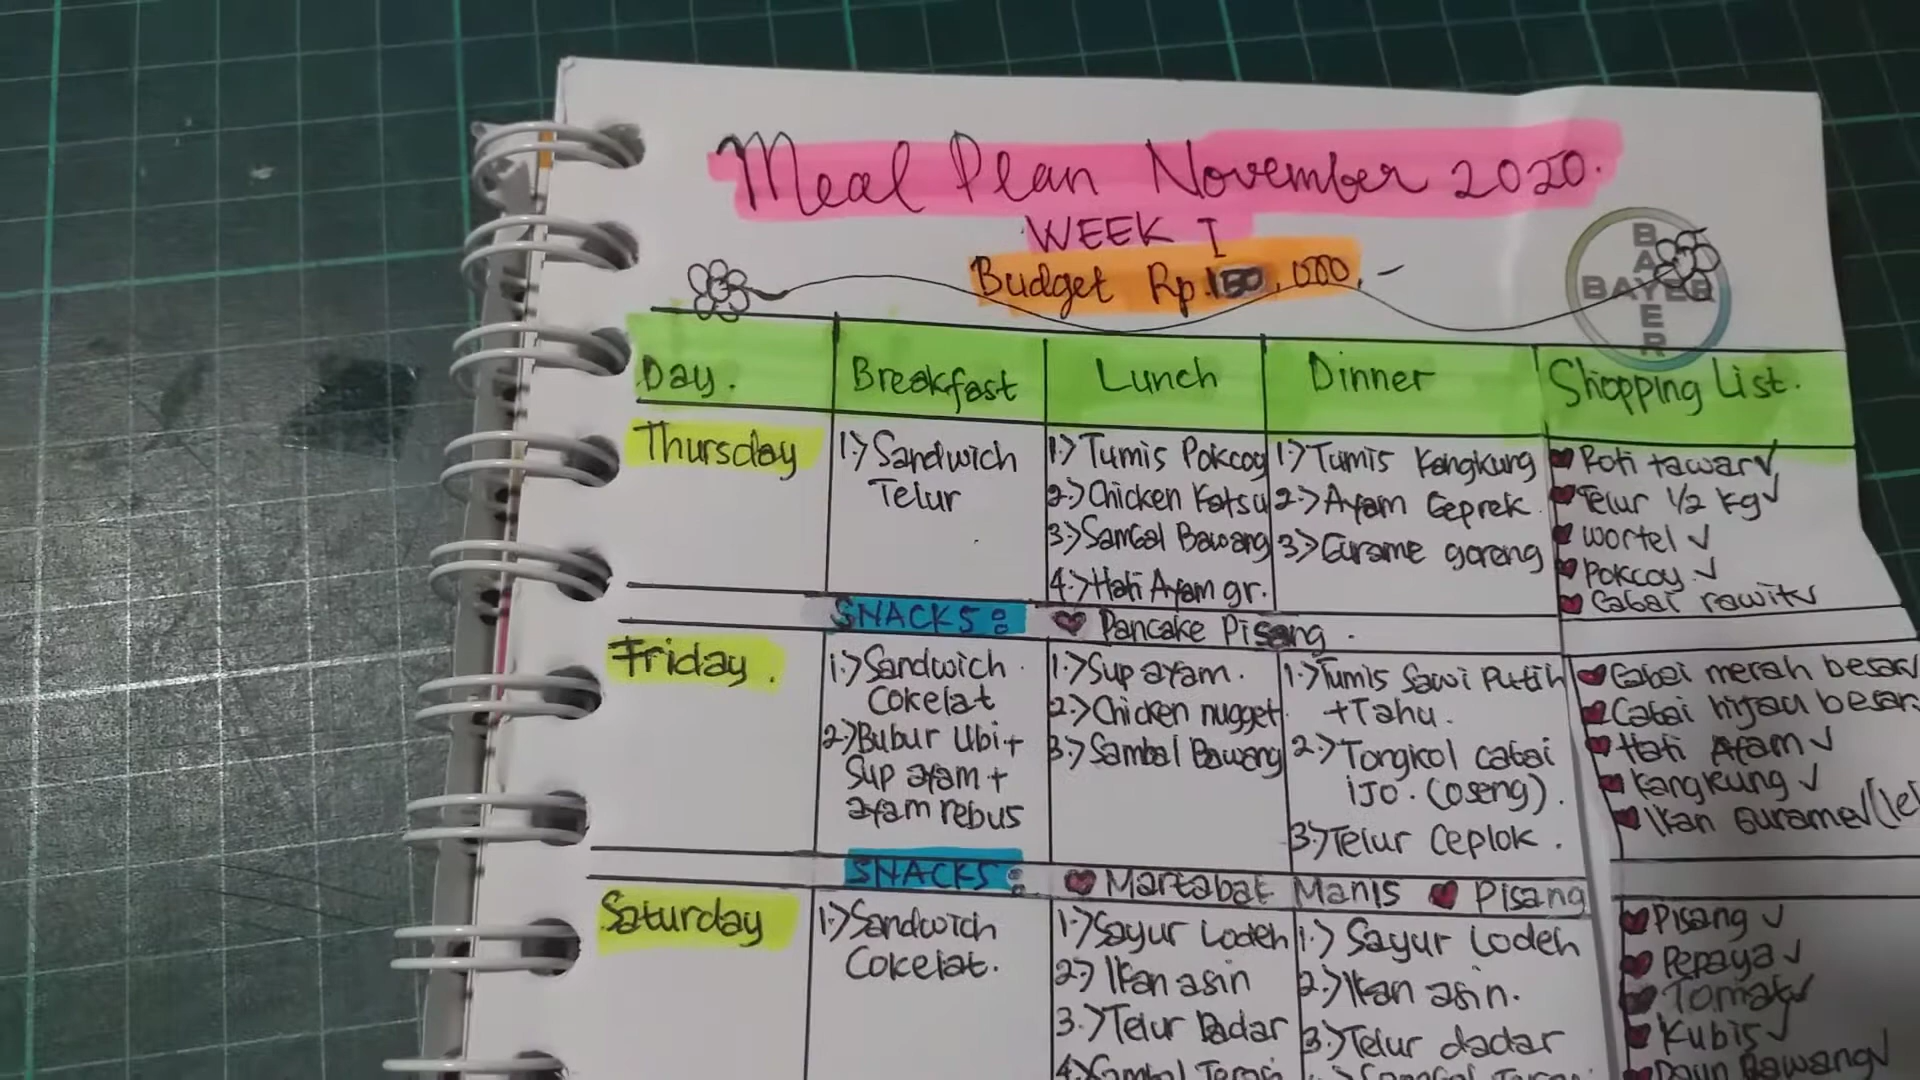 Meal Plan November 2020.
WEEK I
Budget Rp. 150.000,-
BAYER
BAYER
Day.
Breakfast
Lunch
Dinner
Shopping List.
Thursday
1.) Sandwich
Telur
1.) Tumis Pokcoy
2.) Chicken Katsu
3.) Sambal Bawang
4.) Hati Ayam gr.
1.) Tumis Kangkung
2.) Ayam Geprek
3.) Gurame goreng
Roti tawar ✓
Telur 1/2 kg ✓
Wortel ✓
Pokcoy ✓
Cabai rawit ✓
SNACKS: Pancake Pisang.
Friday.
1.) Sandwich
Cokelat
2.) Bubur Ubi +
Sup ayam +
ayam rebus
1.) Sup ayam.
2.) Chicken nugget
3.) Sambal Bawang
1.) Tumis Sawi Putih
+ Tahu.
2.) Tongkol cabai
ijo. (oseng).
3.) Telur Ceplok.
Cabai merah besar
Cabai hijau besar
Hati Ayam ✓
Kangkung ✓
Ikan Gurame ✓
SNACKS: Martabak Manis Pisang
Saturday
1.) Sandwich
Cokelat.
1.) Sayur Lodeh
2.) Ikan asin
3.) Telur Dadar
4.) Sambal Terasi
1.) Sayur Lodeh
2.) Ikan asin.
3.) Telur dadar
Pisang ✓
Pepaya ✓
Tomat ✓
Kubis ✓
Daun Bawang ✓